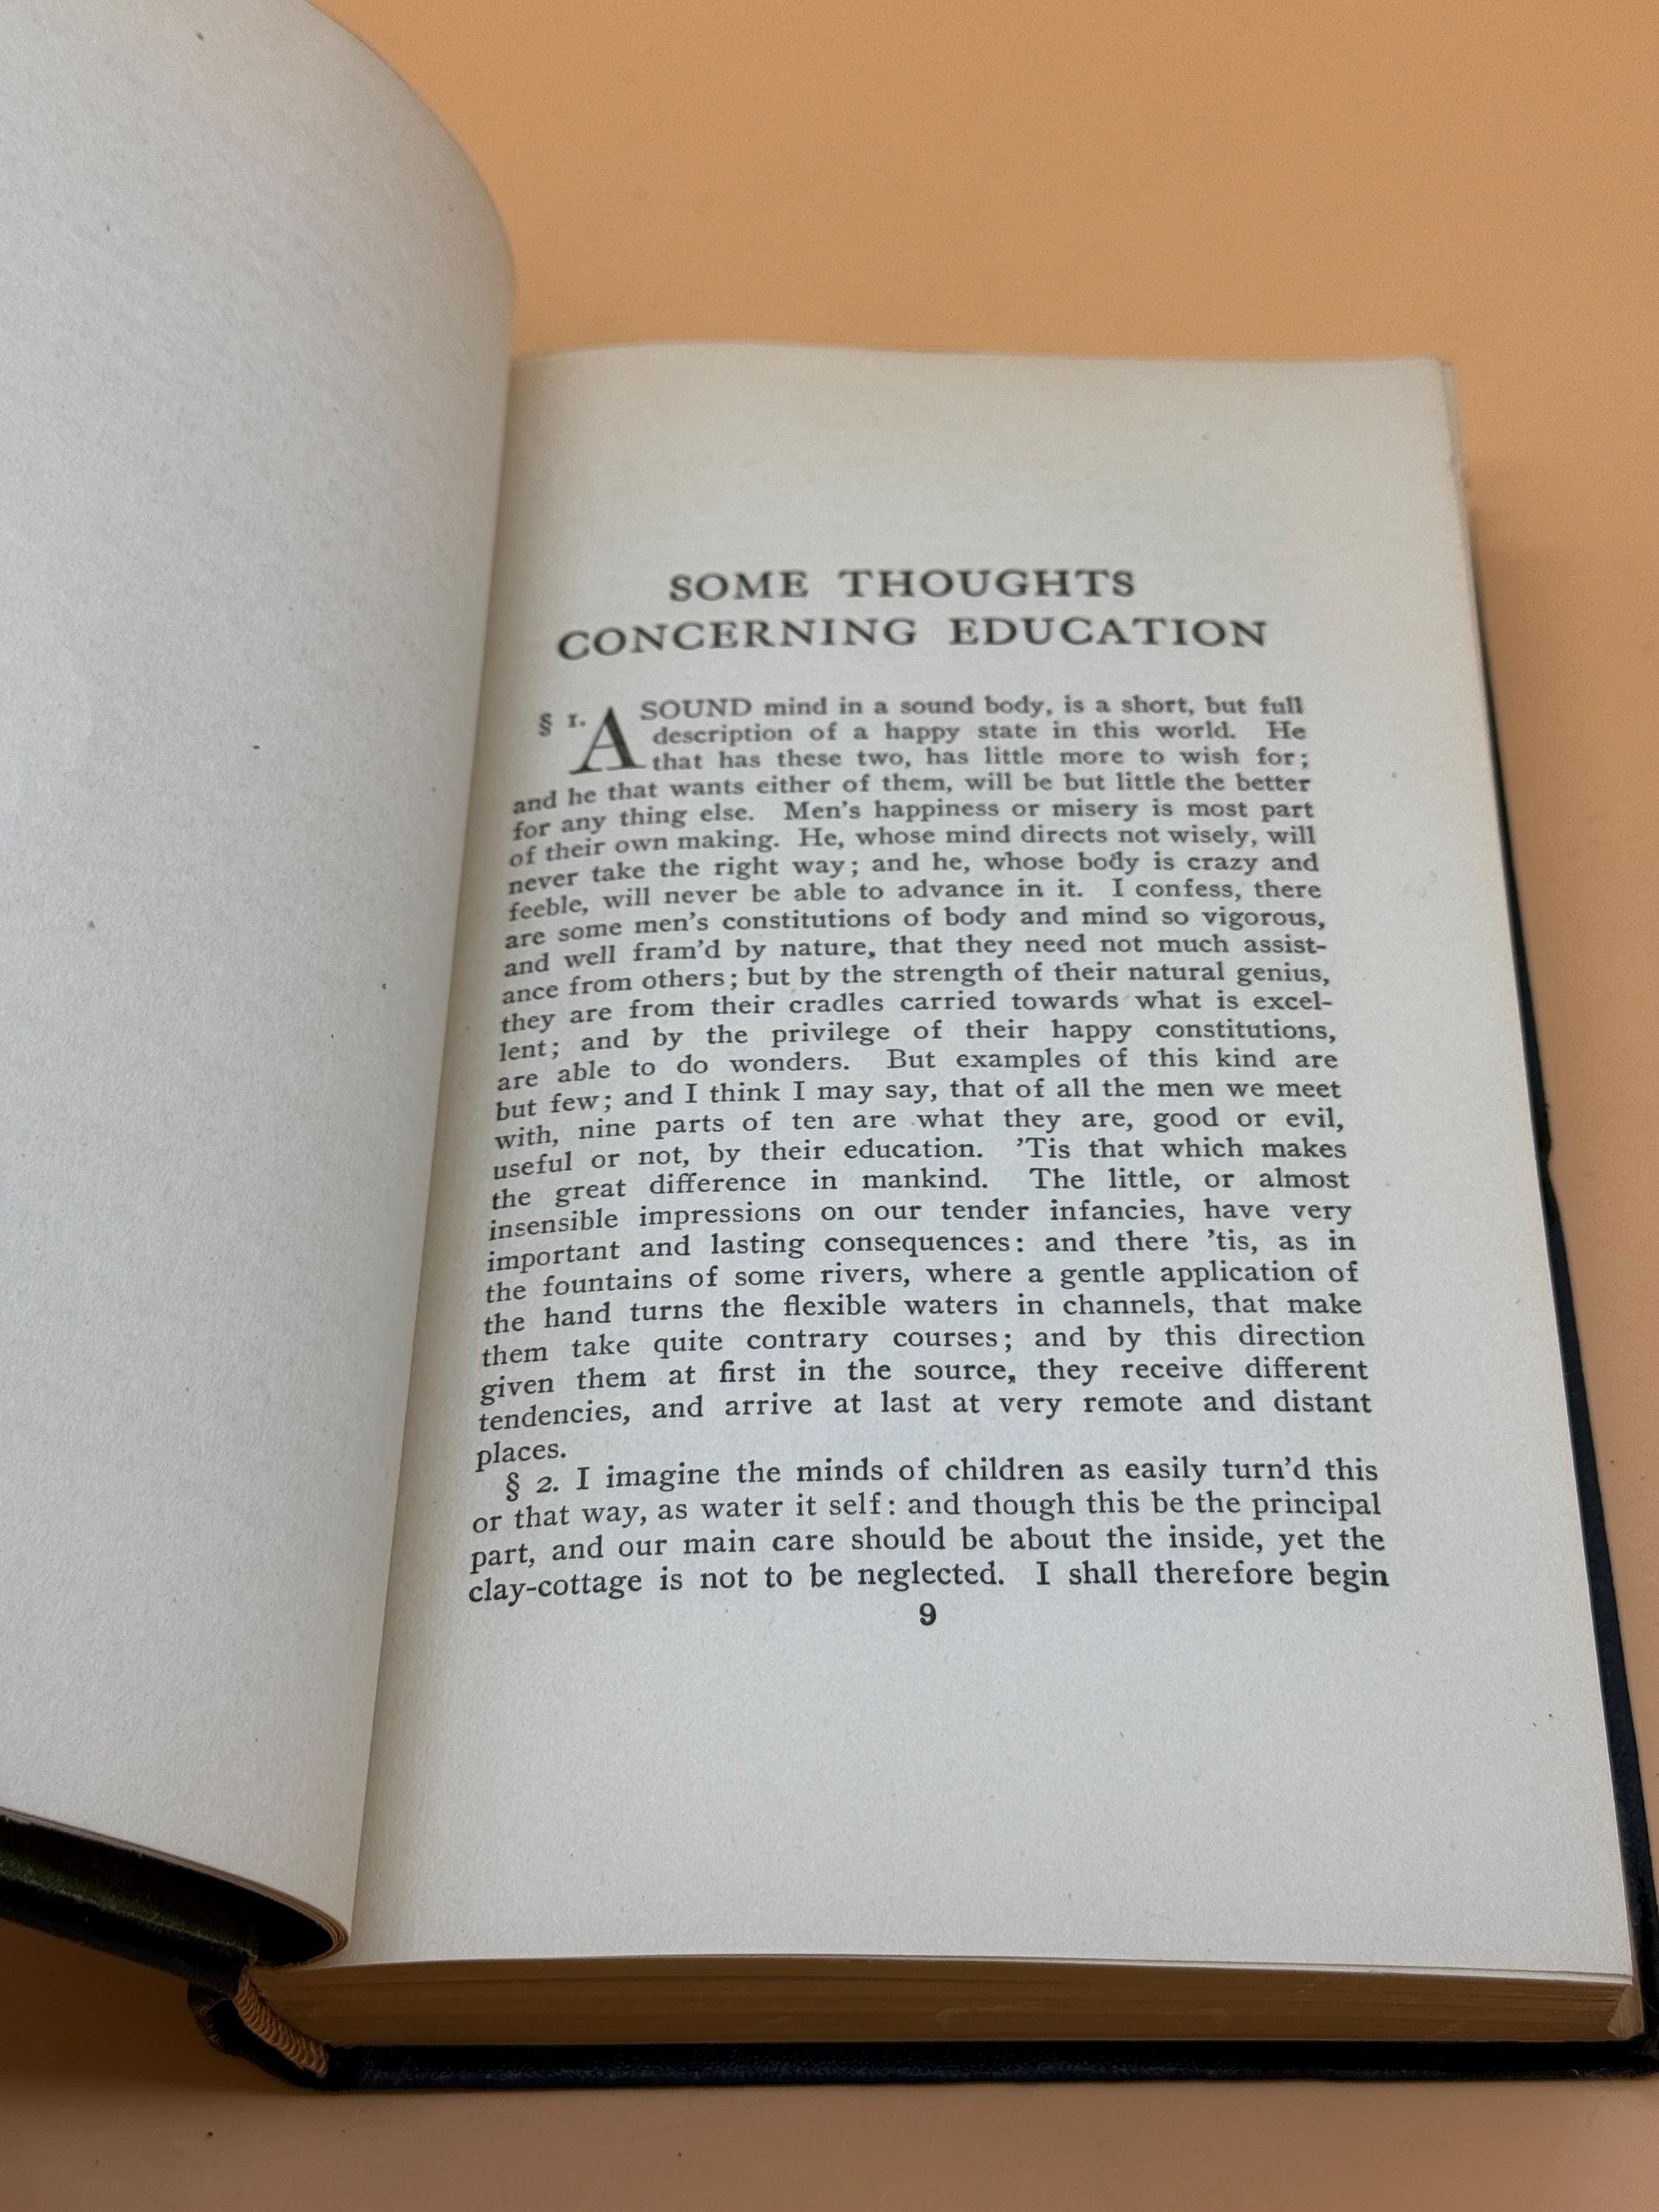 SOME THOUGHTS
CONCERNING EDUCATION
§ 1. A SOUND mind in a sound body, is a short, but full
description of a happy state in this world. He
that has these two, has little more to wish for;
and he that wants either of them, will be but little the better
for any thing else. Men's happiness or misery is most part
of their own making. He, whose mind directs not wisely, will
never take the right way; and he, whose body is crazy and
feeble, will never be able to advance in it. I confess, there
are some men's constitutions of body and mind so vigorous,
and well fram'd by nature, that they need not much assist-
ance from others; but by the strength of their natural genius,
they are from their cradles carried towards what is excel-
lent; and by the privilege of their happy constitutions,
are able to do wonders. But examples of this kind are
but few; and I think I may say, that of all the men we meet
with, nine parts of ten are what they are, good or evil,
useful or not, by their education. 'Tis that which makes
the great difference in mankind. The little, or almost
insensible impressions on our tender infancies, have very
important and lasting consequences: and there 'tis, as in
the fountains of some rivers, where a gentle application of
the hand turns the flexible waters in channels, that make
them take quite contrary courses; and by this direction
given them at first in the source, they receive different
tendencies, and arrive at last at very remote and distant
places.
§ 2. I imagine the minds of children as easily turn'd this
or that way, as water it self: and though this be the principal
part, and our main care should be about the inside, yet the
clay-cottage is not to be neglected. I shall therefore begin
9